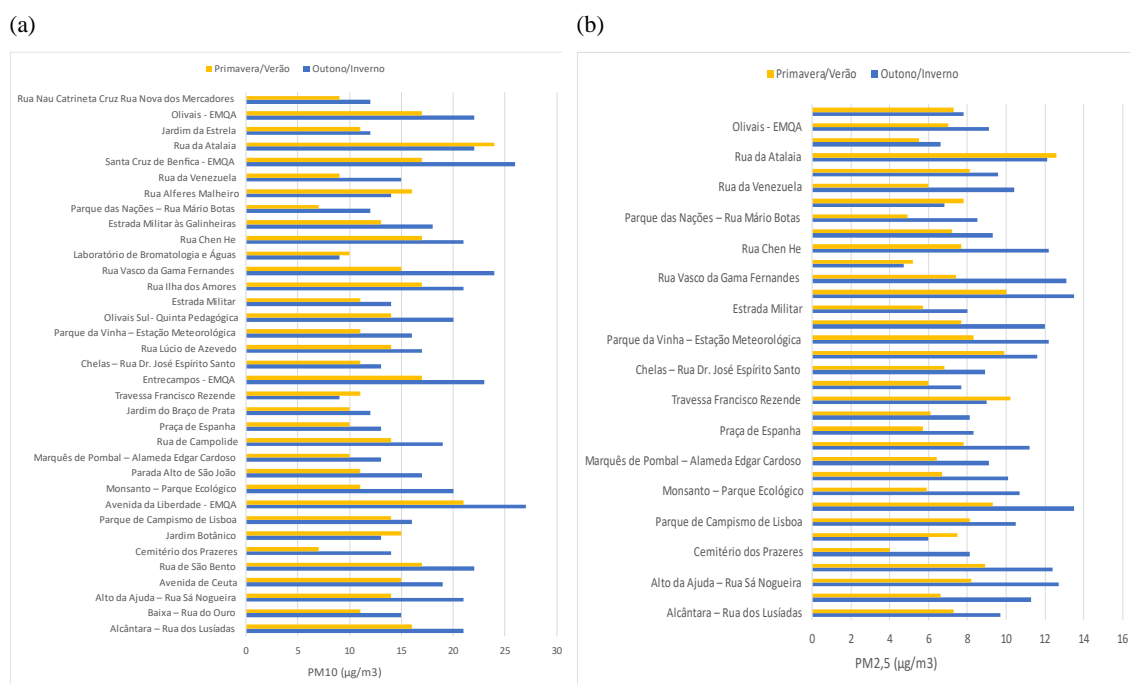 (a)
Primavera/Verão Outono/Inverno
Rua Nau Catrineta Cruz Rua Nova dos Mercadores
Olivais - EMQA
Jardim da Estrela
Rua da Atalaia
Santa Cruz de Benfica - EMQA
Rua da Venezuela
Rua Alferes Malheiro
Parque das Nações – Rua Mário Botas
Estrada Militar às Galinheiras
Rua Chen He
Laboratório de Bromatologia e Águas
Rua Vasco da Gama Fernandes
Rua Ilha dos Amores
Estrada Militar
Olivais Sul- Quinta Pedagógica
Parque da Vinha – Estação Meteorológica
Rua Lúcio de Azevedo
Chelas – Rua Dr. José Espírito Santo
Entrecampos - EMQA
Travessa Francisco Rezende
Jardim do Braço de Prata
Praça de Espanha
Rua de Campolide
Marquês de Pombal – Alameda Edgar Cardoso
Parada Alto de São João
Monsanto – Parque Ecológico
Avenida da Liberdade - EMQA
Parque de Campismo de Lisboa
Jardim Botânico
Cemitério dos Prazeres
Rua de São Bento
Avenida de Ceuta
Alto da Ajuda – Rua Sá Nogueira
Baixa – Rua do Ouro
Alcântara – Rua dos Lusíadas
0 5 10 15 20 25 30
PM10 (µg/m3)
(b)
Primavera/Verão Outono/Inverno
Olivais - EMQA
Rua da Atalaia
Rua da Venezuela
Parque das Nações – Rua Mário Botas
Rua Chen He
Rua Vasco da Gama Fernandes
Estrada Militar
Parque da Vinha – Estação Meteorológica
Chelas – Rua Dr. José Espírito Santo
Travessa Francisco Rezende
Praça de Espanha
Marquês de Pombal – Alameda Edgar Cardoso
Monsanto – Parque Ecológico
Parque de Campismo de Lisboa
Cemitério dos Prazeres
Alto da Ajuda – Rua Sá Nogueira
Alcântara – Rua dos Lusíadas
0 2 4 6 8 10 12 14 16
PM2,5 (µg/m3)